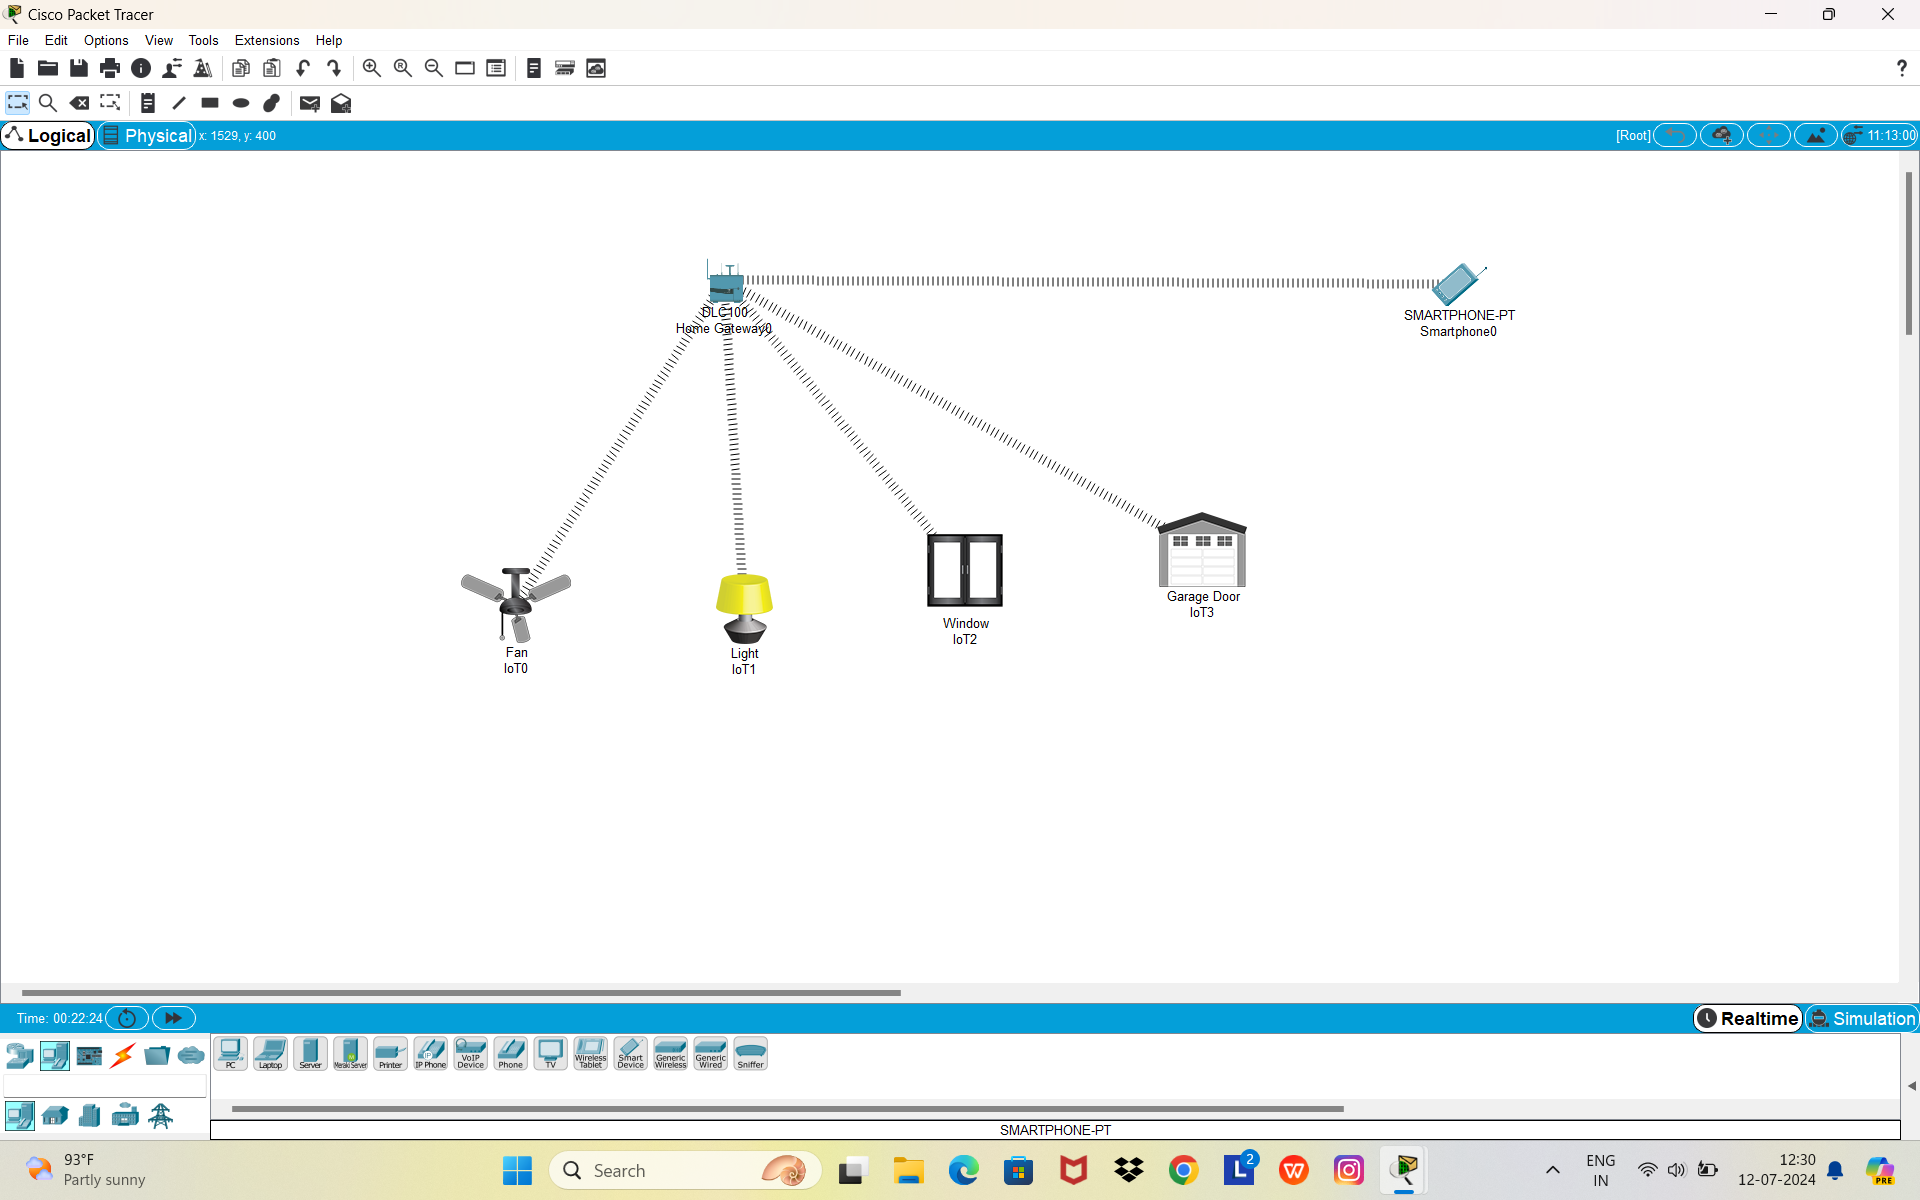 Cisco Packet Tracer
File Edit Options View Tools Extensions Help
?
Logical Physical x: 1529, y: 400 [Root] 11:13:00
DLC100
Home Gateway0
SMARTPHONE-PT
Smartphone0
Fan
IoT0
Light
IoT1
Window
IoT2
Garage Door
IoT3
Time: 00:22:24 Realtime Simulation
PC Laptop Server Meraki Server Printer IP Phone VoIP Device Phone TV Wireless Tablet Smart Device Generic Wireless Generic Wired Sniffer
SMARTPHONE-PT
93°F
Partly sunny
Search
L 2
W
PRE
ENG
IN
12:30
12-07-2024